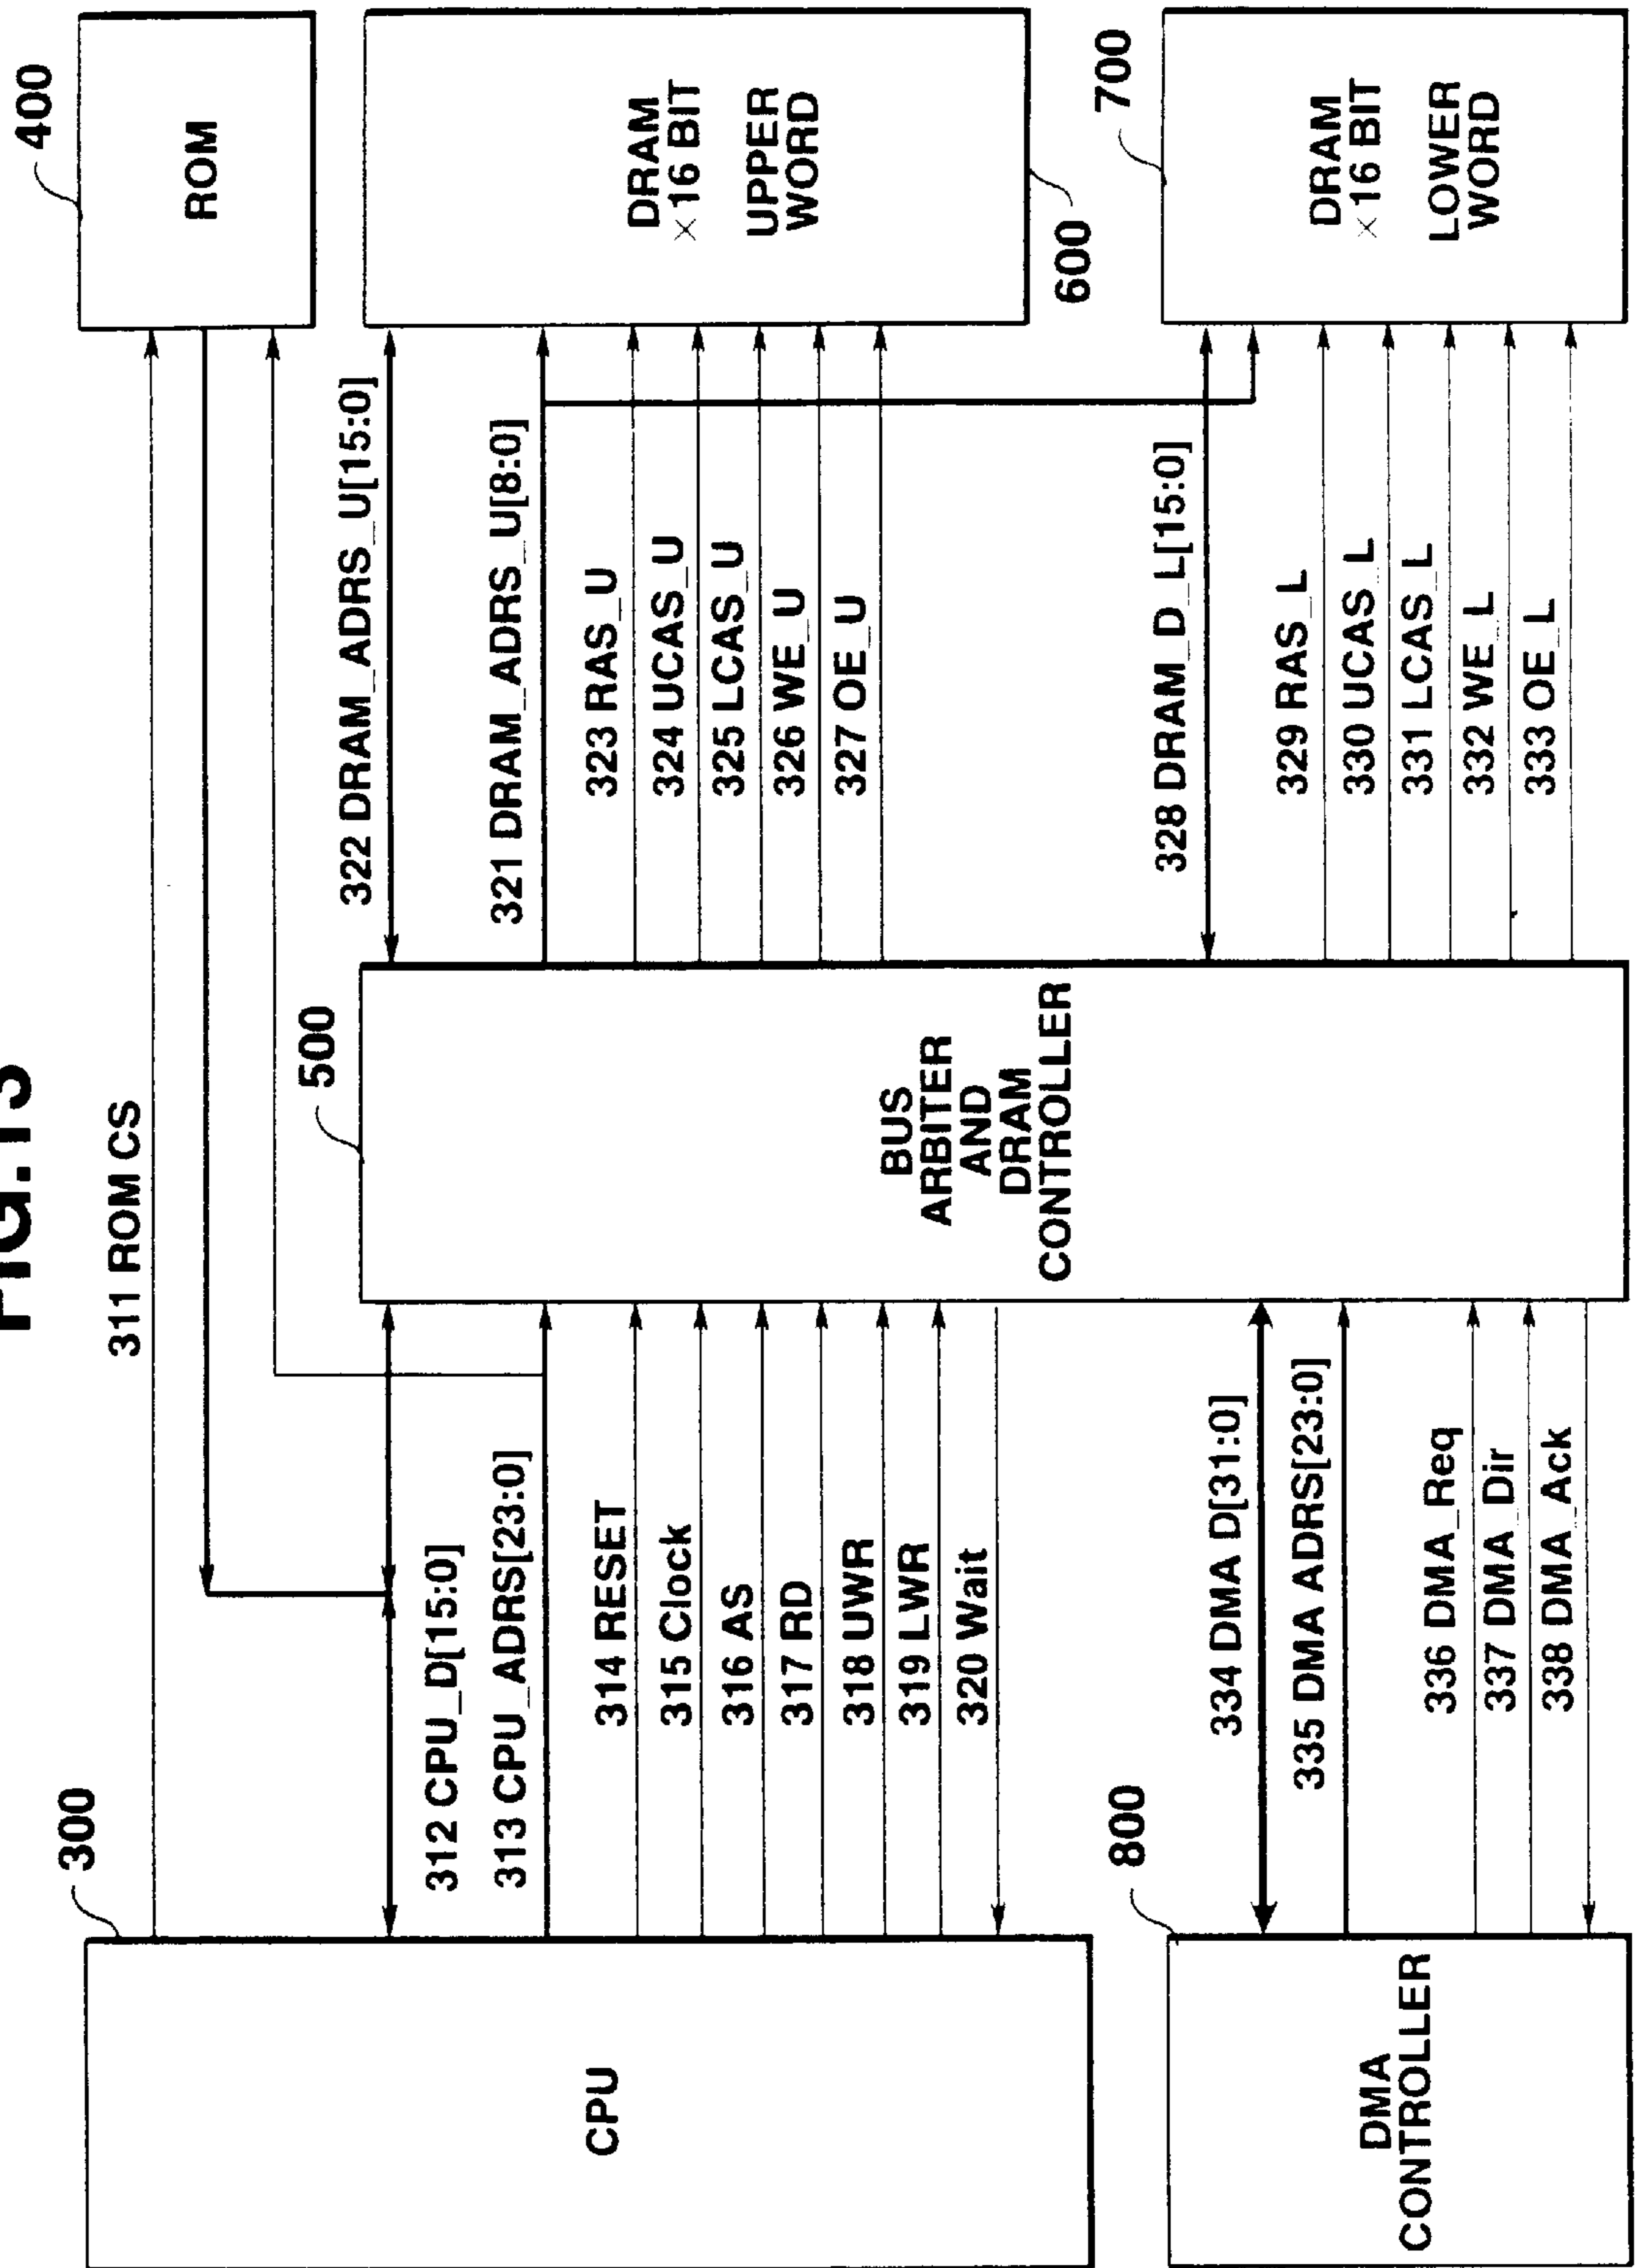 311 ROM CS
300
400
CPU
ROM
312 CPU_D[15:0]
313 CPU_ADRS[23:0]
314 RESET
315 Clock
316 AS
317 RD
318 UWR
319 LWR
320 Wait
500
BUS
ARBITER
AND
DRAM
CONTROLLER
322 DRAM_ADRS_U[15:0]
321 DRAM_ADRS_U[8:0]
323 RAS_U
324 UCAS_U
325 LCAS_U
326 WE_U
327 OE_U
DRAM
×16 BIT
UPPER
WORD
600
800
DMA
CONTROLLER
334 DMA D[31:0]
335 DMA ADRS[23:0]
336 DMA_Req
337 DMA_Dir
338 DMA_Ack
328 DRAM_D_L[15:0]
329 RAS_L
330 UCAS_L
331 LCAS_L
332 WE_L
333 OE_L
700
DRAM
×16 BIT
LOWER
WORD